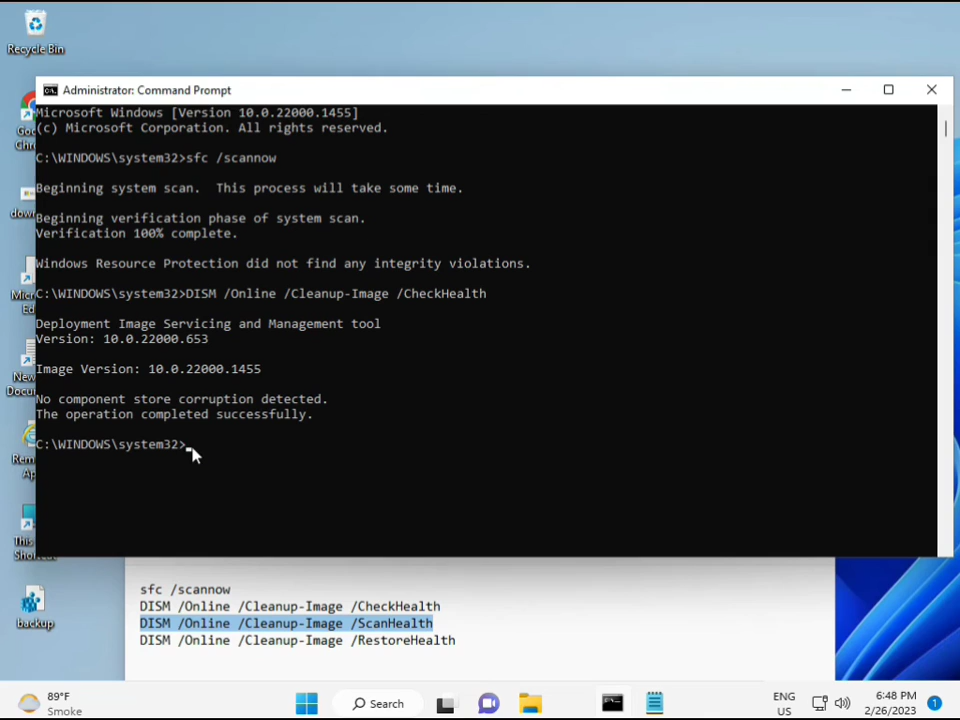 Recycle Bin
Administrator: Command Prompt
Microsoft Windows [Version 10.0.22000.1455]
(c) Microsoft Corporation. All rights reserved.
C:\WINDOWS\system32>sfc /scannow
Beginning system scan.  This process will take some time.
Beginning verification phase of system scan.
Verification 100% complete.
Windows Resource Protection did not find any integrity violations.
C:\WINDOWS\system32>DISM /Online /Cleanup-Image /CheckHealth
Deployment Image Servicing and Management tool
Version: 10.0.22000.653
Image Version: 10.0.22000.1455
No component store corruption detected.
The operation completed successfully.
C:\WINDOWS\system32>
sfc /scannow
DISM /Online /Cleanup-Image /CheckHealth
DISM /Online /Cleanup-Image /ScanHealth
DISM /Online /Cleanup-Image /RestoreHealth
backup
89°F
Smoke
Search
ENG
US
6:48 PM
2/26/2023
1